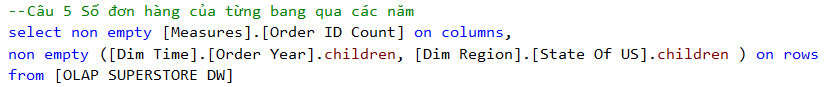 --Câu 5 Số đơn hàng của từng bang qua các năm
select non empty [Measures].[Order ID Count] on columns,
non empty ([Dim Time].[Order Year].children, [Dim Region].[State Of US].children ) on rows
from [OLAP SUPERSTORE DW]